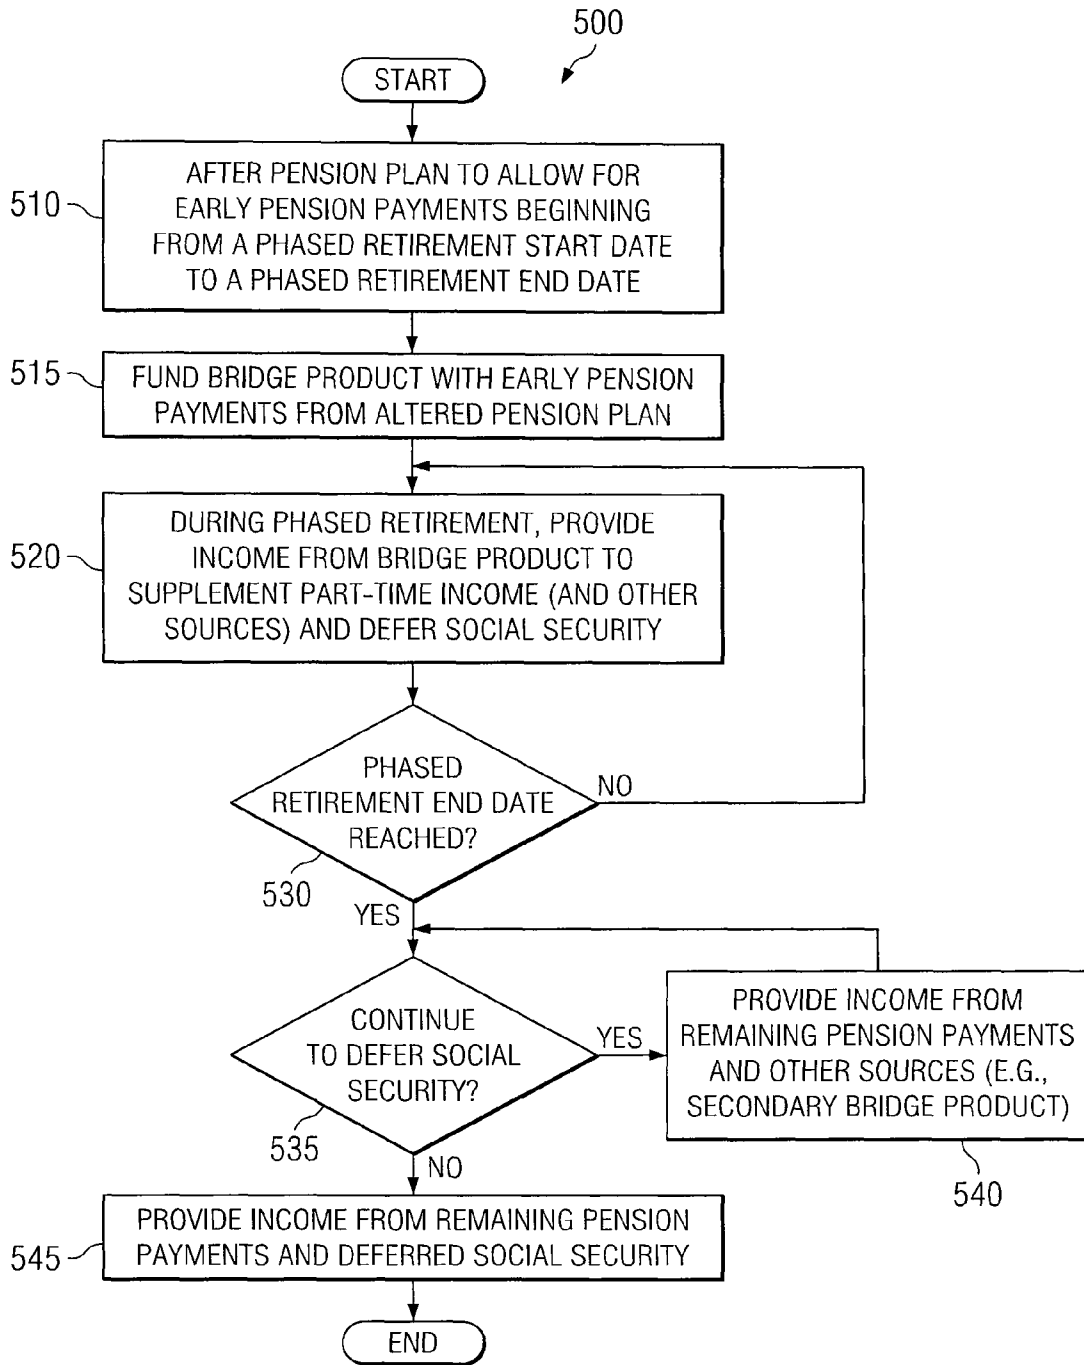 500
START
510
AFTER PENSION PLAN TO ALLOW FOR
EARLY PENSION PAYMENTS BEGINNING
FROM A PHASED RETIREMENT START DATE
TO A PHASED RETIREMENT END DATE
515
FUND BRIDGE PRODUCT WITH EARLY PENSION
PAYMENTS FROM ALTERED PENSION PLAN
520
DURING PHASED RETIREMENT, PROVIDE
INCOME FROM BRIDGE PRODUCT TO
SUPPLEMENT PART-TIME INCOME (AND OTHER
SOURCES) AND DEFER SOCIAL SECURITY
PHASED
RETIREMENT END DATE
REACHED?
NO
530
YES
CONTINUE
TO DEFER SOCIAL
SECURITY?
YES
535
NO
PROVIDE INCOME FROM
REMAINING PENSION PAYMENTS
AND OTHER SOURCES (E.G.,
SECONDARY BRIDGE PRODUCT)
540
545
PROVIDE INCOME FROM REMAINING PENSION
PAYMENTS AND DEFERRED SOCIAL SECURITY
END